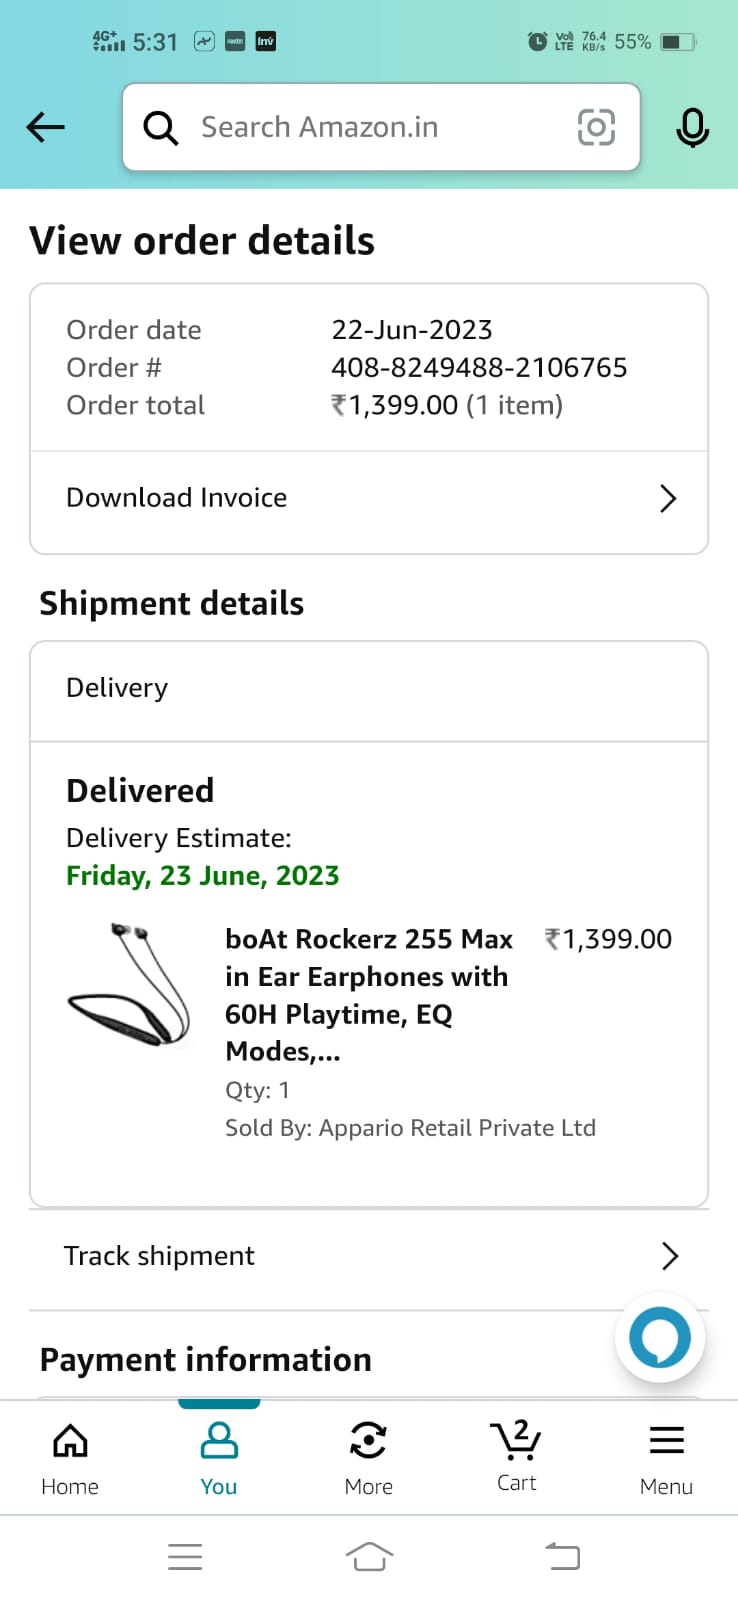 4G+ 5:31 Paytm Inv Vo) LTE 76.4 KB/s 55%
Search Amazon.in
View order details
Order date 22-Jun-2023
Order # 408-8249488-2106765
Order total ₹1,399.00 (1 item)
Download Invoice
Shipment details
Delivery
Delivered
Delivery Estimate:
Friday, 23 June, 2023
boAt Rockerz 255 Max ₹1,399.00
in Ear Earphones with
60H Playtime, EQ
Modes,...
Qty: 1
Sold By: Appario Retail Private Ltd
Track shipment
Payment information
2
Home You More Cart Menu